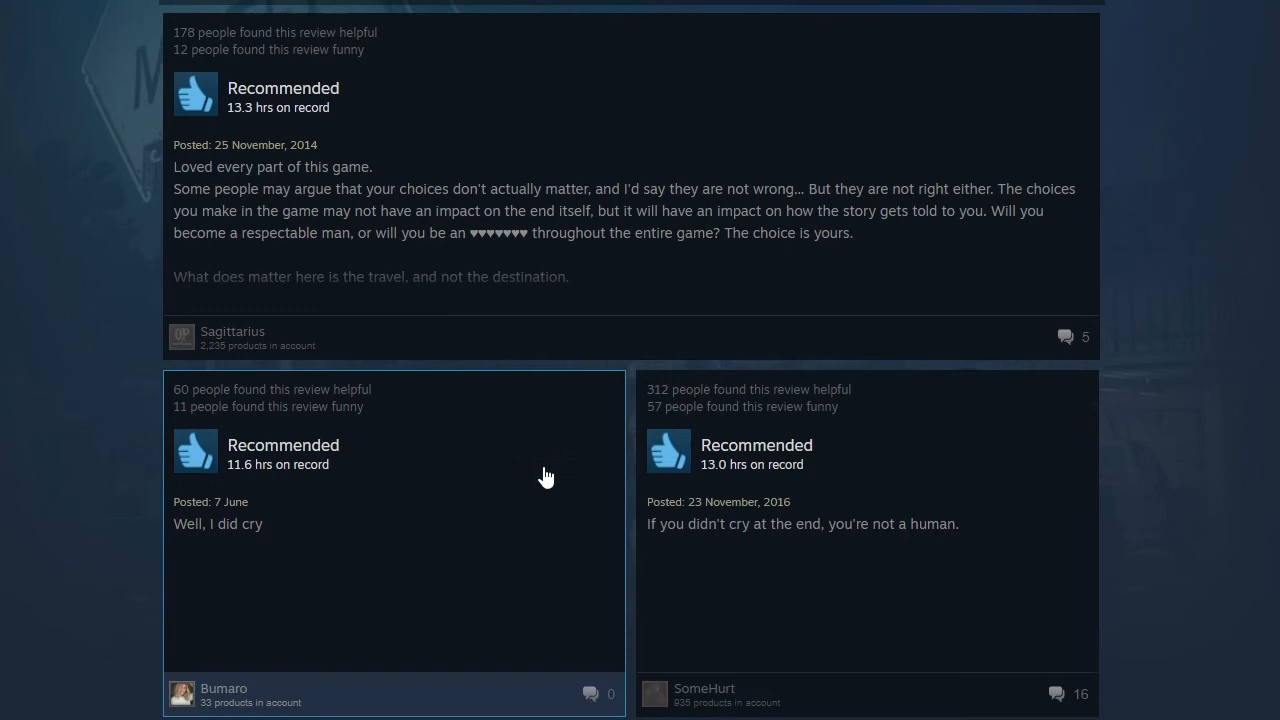 178 people found this review helpful
12 people found this review funny
Recommended
13.3 hrs on record
Posted: 25 November, 2014
Loved every part of this game.
Some people may argue that your choices don't actually matter, and I'd say they are not wrong... But they are not right either. The choices
you make in the game may not have an impact on the end itself, but it will have an impact on how the story gets told to you. Will you
become a respectable man, or will you be an ♥♥♥♥♥♥♥ throughout the entire game? The choice is yours.
What does matter here is the travel, and not the destination.
Sagittarius
2,235 products in account
5
60 people found this review helpful
11 people found this review funny
Recommended
11.6 hrs on record
Posted: 7 June
Well, I did cry
Bumaro
33 products in account
0
312 people found this review helpful
57 people found this review funny
Recommended
13.0 hrs on record
Posted: 23 November, 2016
If you didn't cry at the end, you're not a human.
SomeHurt
935 products in account
16